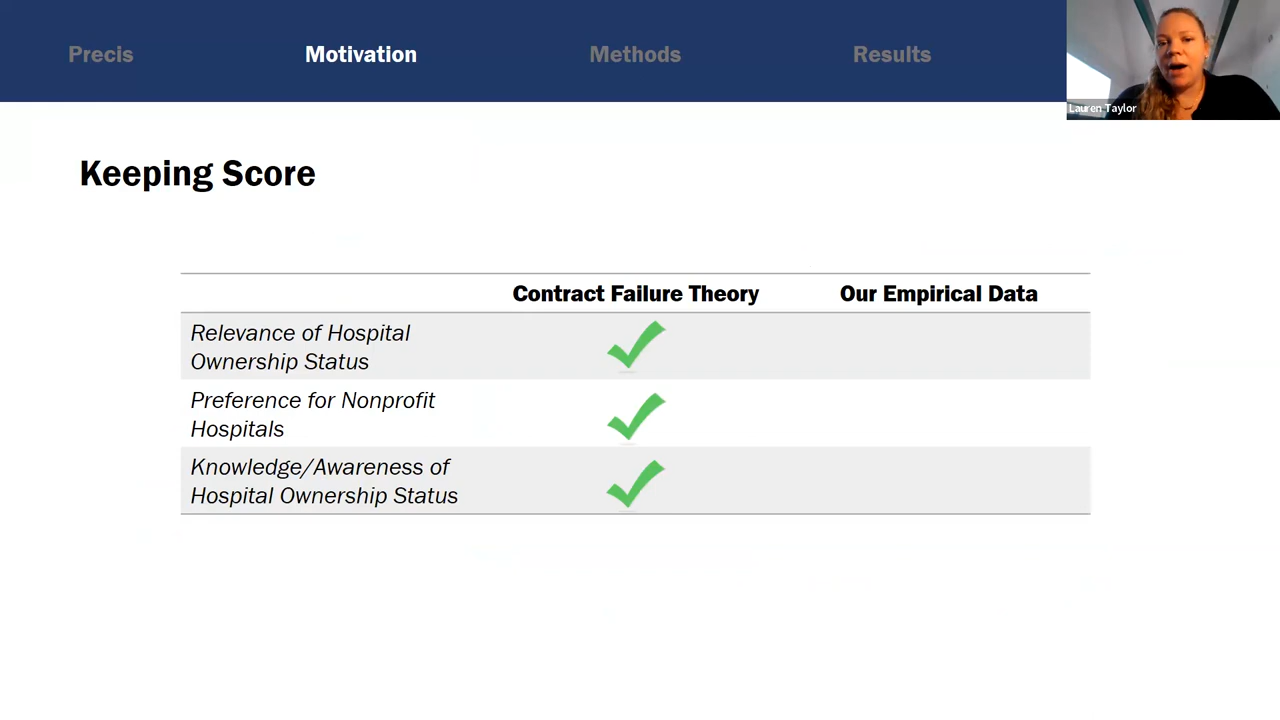 Precis
Motivation
Methods
Results
Lauren Taylor
Keeping Score
Contract Failure Theory
Our Empirical Data
Relevance of Hospital
Ownership Status
Preference for Nonprofit
Hospitals
Knowledge/Awareness of
Hospital Ownership Status